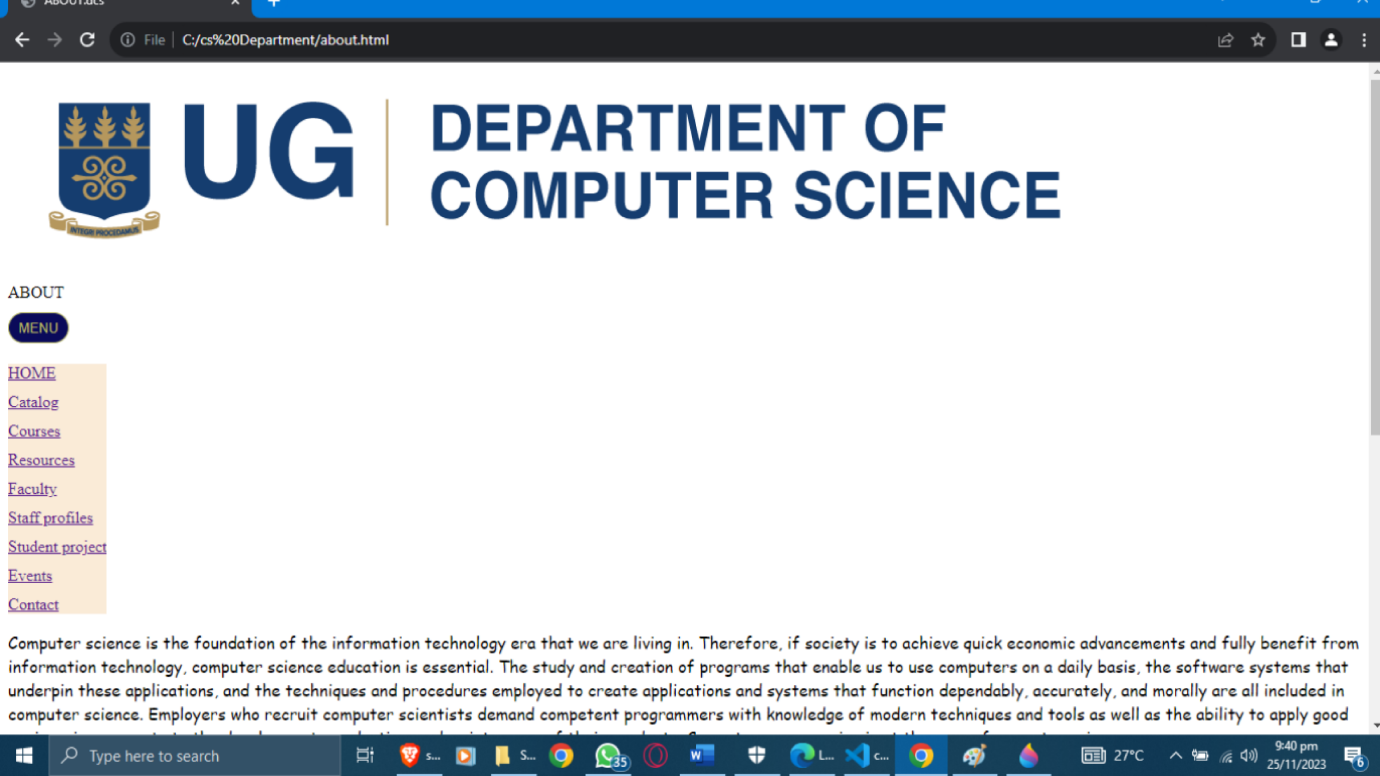 ABOUT.dcs
File
C:/cs%20Department/about.html
UG
DEPARTMENT OF
COMPUTER SCIENCE
INTEGRI PROCEDAMUS
ABOUT
MENU
HOME
Catalog
Courses
Resources
Faculty
Staff profiles
Student project
Events
Contact
Computer science is the foundation of the information technology era that we are living in. Therefore, if society is to achieve quick economic advancements and fully benefit from
information technology, computer science education is essential. The study and creation of programs that enable us to use computers on a daily basis, the software systems that
underpin these applications, and the techniques and procedures employed to create applications and systems that function dependably, accurately, and morally are all included in
computer science. Employers who recruit computer scientists demand competent programmers with knowledge of modern techniques and tools as well as the ability to apply good
Type here to search
s...
S...
35
L...
c...
27°C
9:40 pm
25/11/2023
6